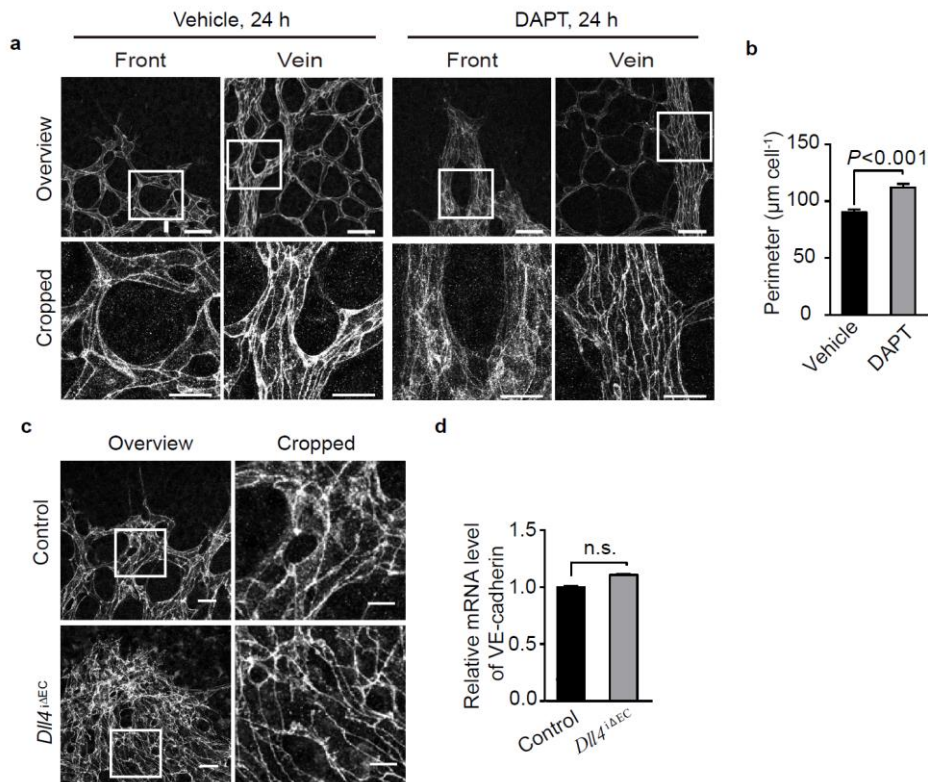 a
Vehicle, 24 h
DAPT, 24 h
Front
Vein
Front
Vein
Overview
Cropped
b
P<0.001
Perimeter (µm cell-1)
150
100
50
0
Vehicle
DAPT
c
Overview
Cropped
Control
Dll4iΔEC
d
n.s.
Relative mRNA level
of VE-cadherin
1.5
1.0
0.5
0.0
Control
Dll4iΔEC